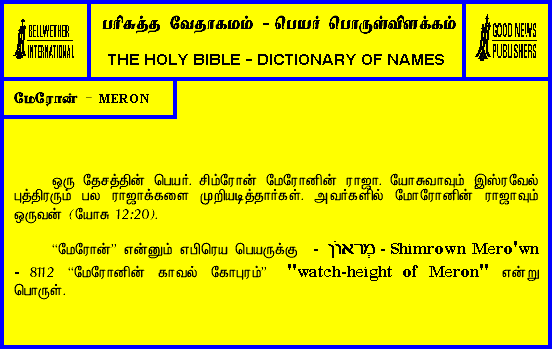 BELLWETHER
INTERNATIONAL
பரிசுத்த வேதாகமம் - பெயர் பொருள்விளக்கம்
THE HOLY BIBLE - DICTIONARY OF NAMES
GOOD NEWS
PUBLISHERS
மேரோன் - MERON
ஒரு தேசத்தின் பெயர். சிம்ரோன் மேரோனின் ராஜா. யோசுவாவும் இஸ்ரவேல்
புத்திரரும் பல ராஜாக்களை முறியடித்தார்கள். அவர்களில் மோரோனின் ராஜாவும்
ஒருவன் (யோசு 12:20).
“மேரோன்” என்னும் எபிரெய பெயருக்கு - מְראוֹן - Shimrown Mero'wn
- 8112 “மேரோனின் காவல் கோபுரம்” "watch-height of Meron" என்று
பொருள்.